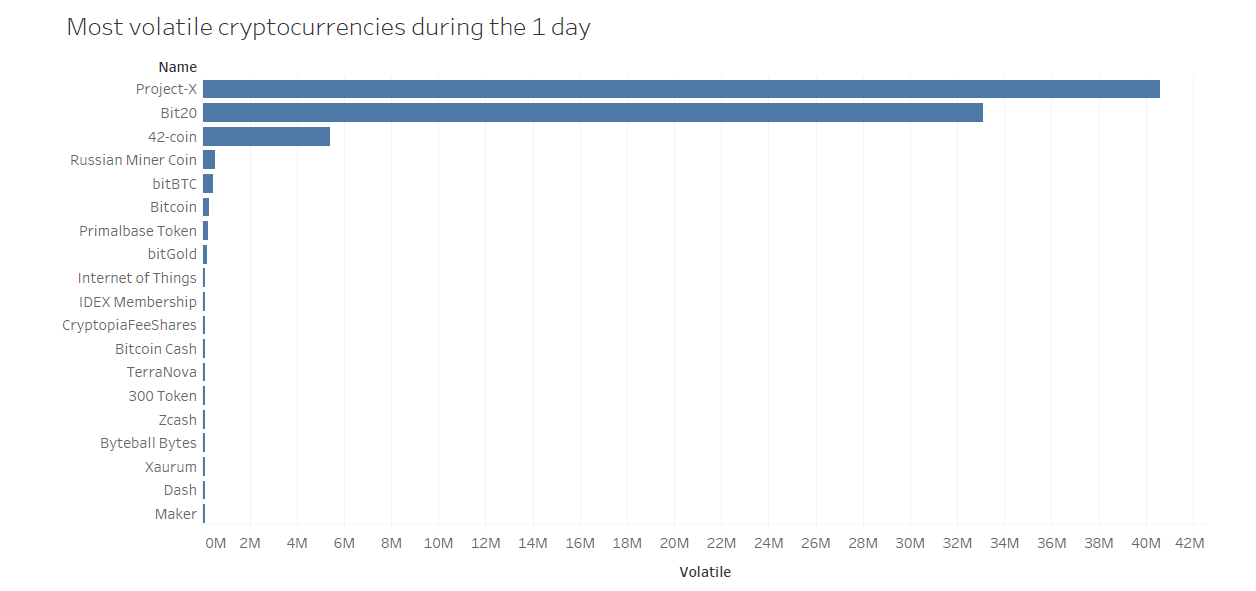 Most volatile cryptocurrencies during the 1 day
Name
Project-X
Bit20
42-coin
Russian Miner Coin
bitBTC
Bitcoin
Primalbase Token
bitGold
Internet of Things
IDEX Membership
CryptopiaFeeShares
Bitcoin Cash
TerraNova
300 Token
Zcash
Byteball Bytes
Xaurum
Dash
Maker
0M 2M 4M 6M 8M 10M 12M 14M 16M 18M 20M 22M 24M 26M 28M 30M 32M 34M 36M 38M 40M 42M
Volatile